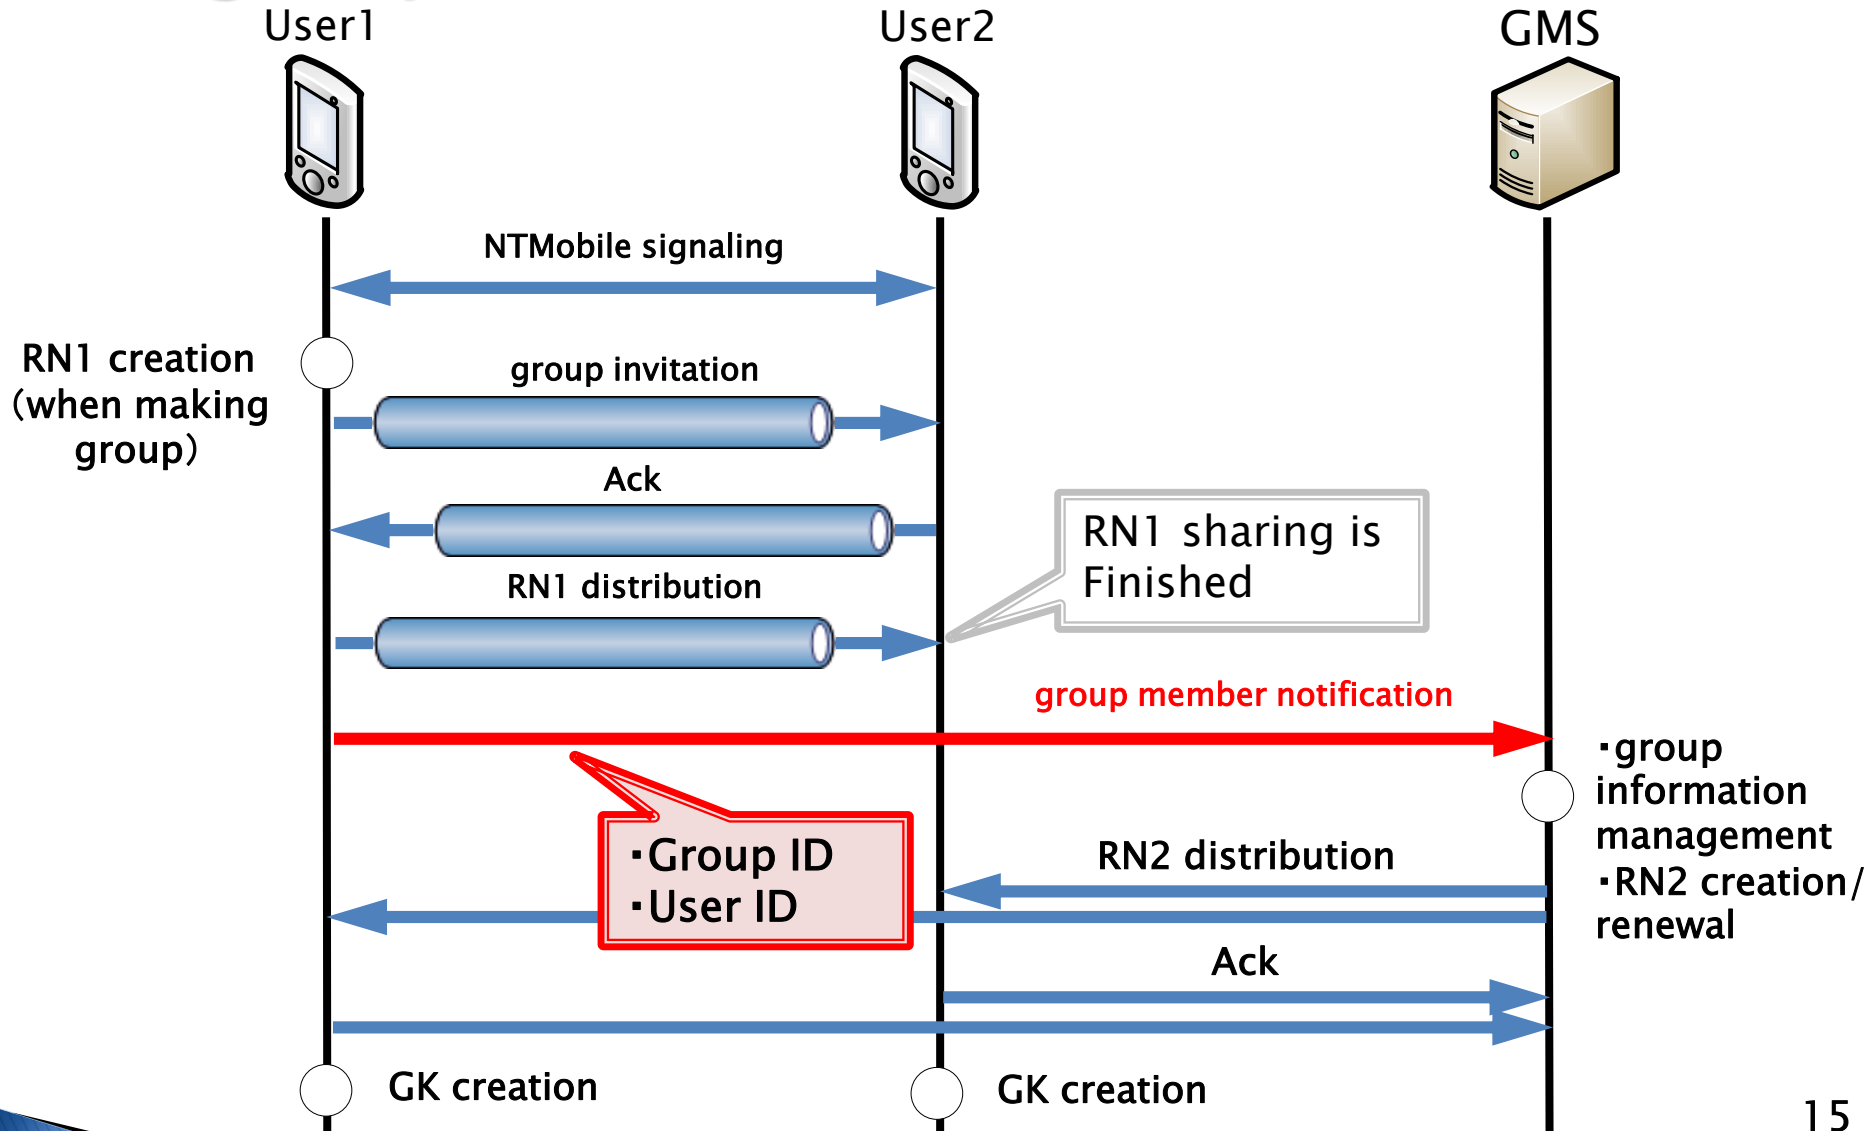 User1
User2
GMS
NTMobile signaling
RN1 creation
(when making
group)
group invitation
Ack
RN1 distribution
RN1 sharing is
Finished
group member notification
・Group ID
・User ID
・group
information
management
・RN2 creation/
renewal
RN2 distribution
Ack
GK creation
GK creation
15